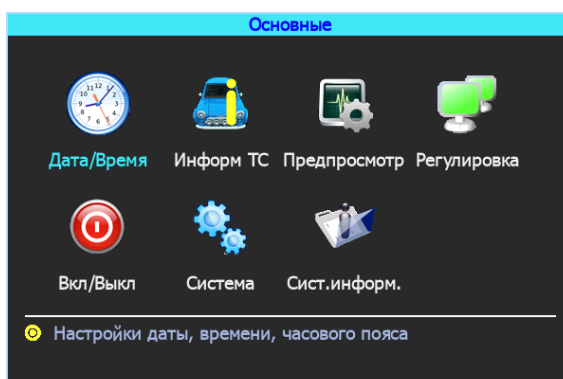 Основные
Дата/Время Информ ТС Предпросмотр Регулировка
Вкл/Выкл Система Сист.информ.
Настройки даты, времени, часового пояса